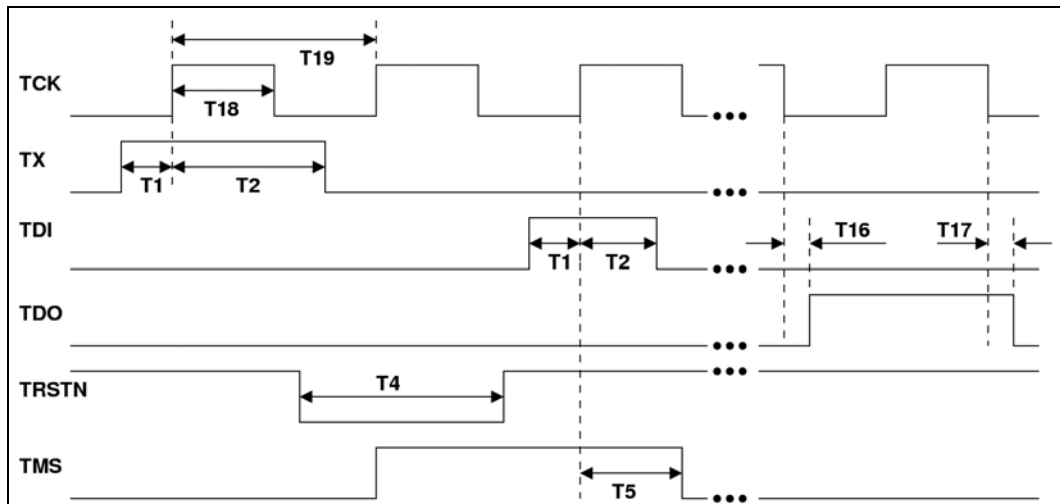 T19
TCK
T18
TX
T1 T2
TDI
T1 T2
T16 T17
TDO
TRSTN
T4
TMS
T5